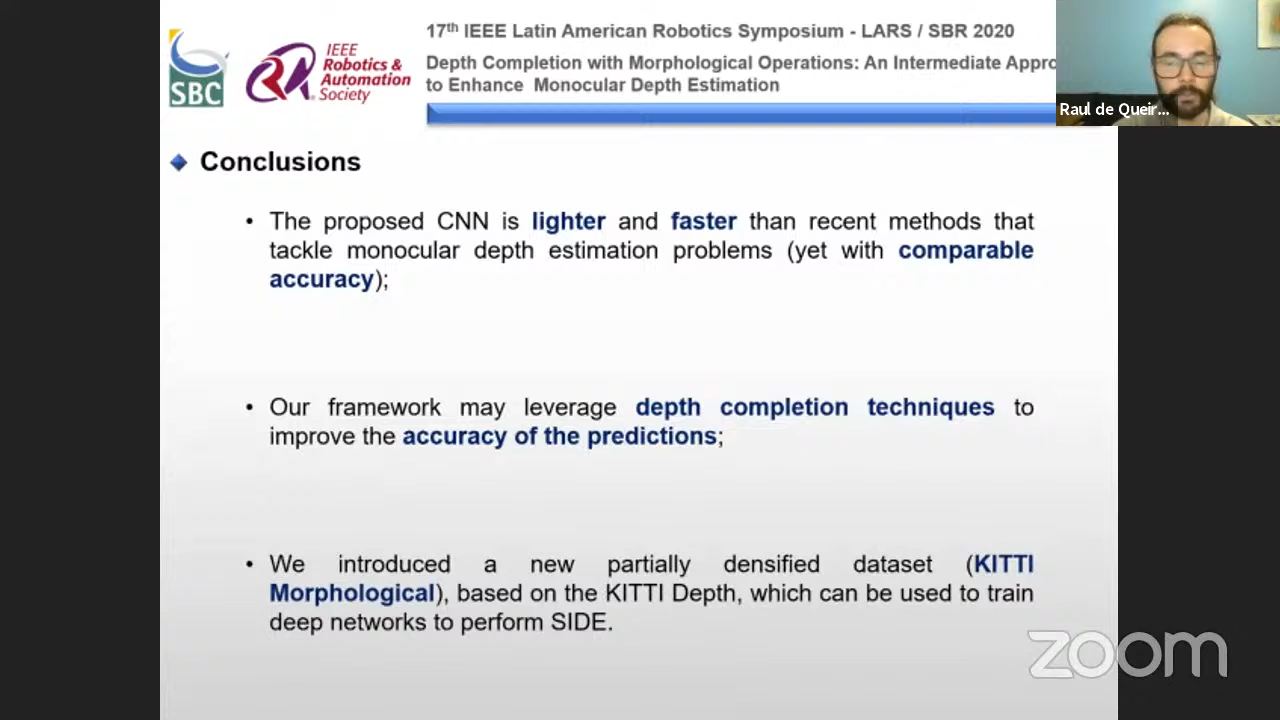 17th IEEE Latin American Robotics Symposium - LARS / SBR 2020
Depth Completion with Morphological Operations: An Intermediate Appro
to Enhance Monocular Depth Estimation
SBC
IEEE
Robotics &
Automation
Society
Raul de Queir...
Conclusions
• The proposed CNN is lighter and faster than recent methods that
tackle monocular depth estimation problems (yet with comparable
accuracy);
• Our framework may leverage depth completion techniques to
improve the accuracy of the predictions;
• We introduced a new partially densified dataset (KITTI
Morphological), based on the KITTI Depth, which can be used to train
deep networks to perform SIDE.
zoom